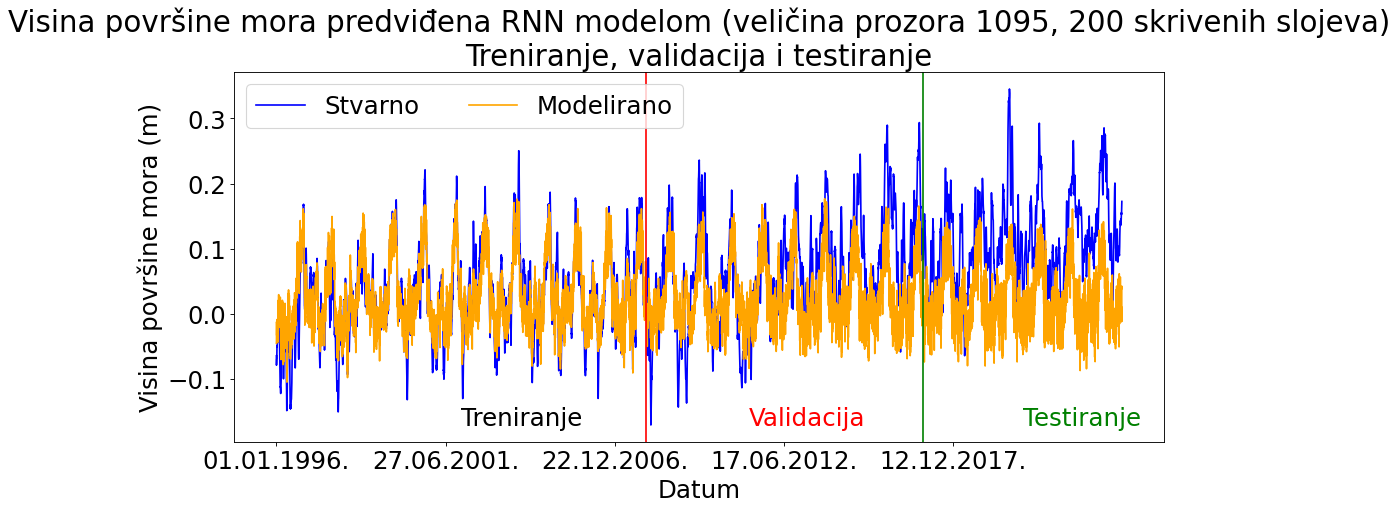 Visina površine mora predviđena RNN modelom (veličina prozora 1095, 200 skrivenih slojeva)
Treniranje, validacija i testiranje
Stvarno Modelirano
Visina površine mora (m)
0.3
0.2
0.1
0.0
−0.1
Treniranje Validacija Testiranje
01.01.1996. 27.06.2001. 22.12.2006. 17.06.2012. 12.12.2017.
Datum